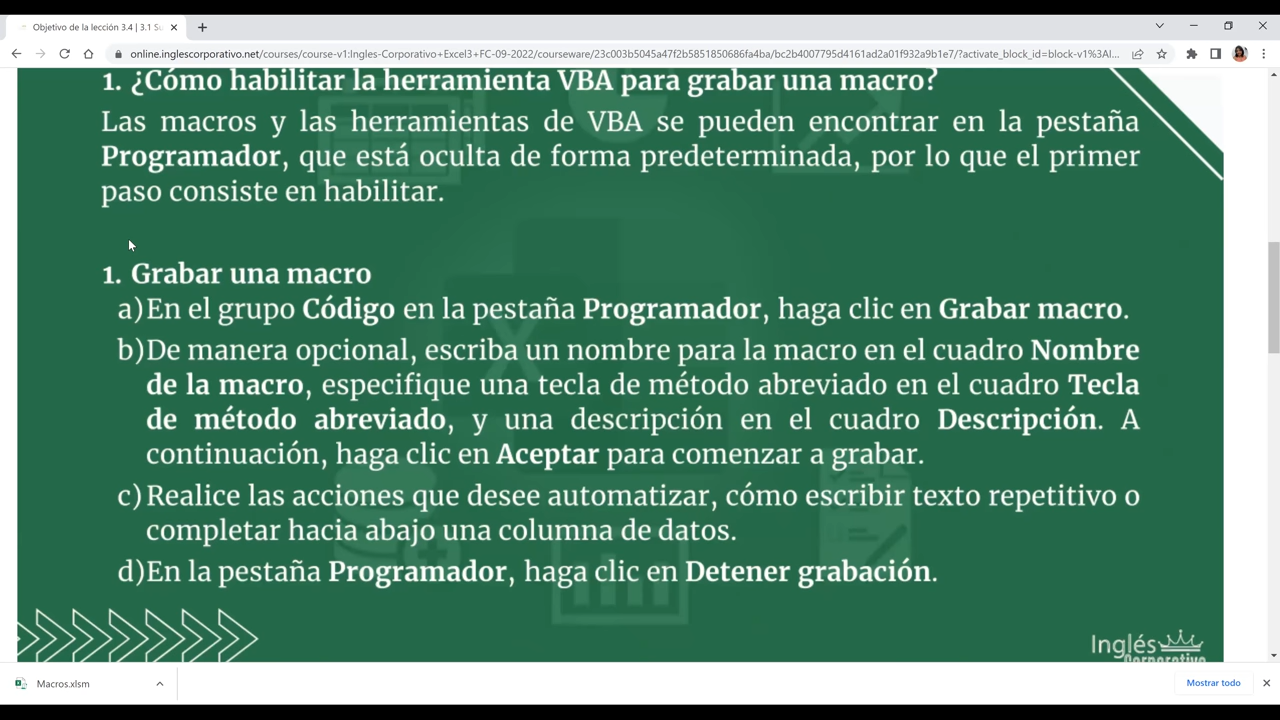 Objetivo de la lección 3.4 | 3.1 Su
online.inglescorporativo.net/courses/course-v1:Ingles-Corporativo+Excel3+FC-09-2022/courseware/23c003b5045a47f2b5851850686fa4ba/bc2b4007795d4161ad2a01f932a9b1e7/?activate_block_id=block-v1%3AI...
1. ¿Cómo habilitar la herramienta VBA para grabar una macro?
Las macros y las herramientas de VBA se pueden encontrar en la pestaña
Programador, que está oculta de forma predeterminada, por lo que el primer
paso consiste en habilitar.
1. Grabar una macro
a) En el grupo Código en la pestaña Programador, haga clic en Grabar macro.
b) De manera opcional, escriba un nombre para la macro en el cuadro Nombre
de la macro, especifique una tecla de método abreviado en el cuadro Tecla
de método abreviado, y una descripción en el cuadro Descripción. A
continuación, haga clic en Aceptar para comenzar a grabar.
c) Realice las acciones que desee automatizar, cómo escribir texto repetitivo o
completar hacia abajo una columna de datos.
d) En la pestaña Programador, haga clic en Detener grabación.
Inglés
Corporativo
Macros.xlsm
Mostrar todo